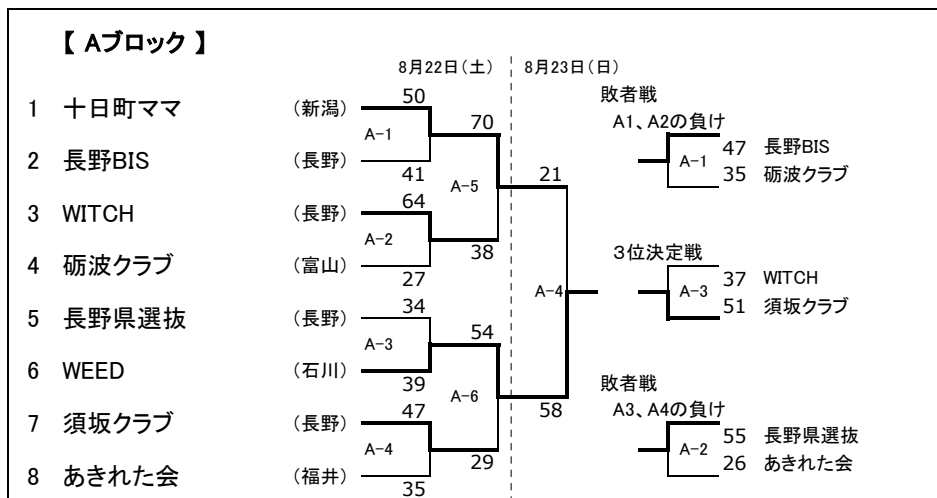 【 Aブロック 】
8月22日(土) 8月23日(日)
1 十日町ママ (新潟) 50
A-1 70
2 長野BIS (長野) 41
A-5 21
3 WITCH (長野) 64
A-2 38
4 砺波クラブ (富山) 27
A-4
5 長野県選抜 (長野) 34
A-3 54
6 WEED (石川) 39
A-6 58
7 須坂クラブ (長野) 47
A-4 29
8 あきれた会 (福井) 35
敗者戦
A1、A2の負け
A-1 47 長野BIS
35 砺波クラブ
3位決定戦
A-3 37 WITCH
51 須坂クラブ
敗者戦
A3、A4の負け
A-2 55 長野県選抜
26 あきれた会